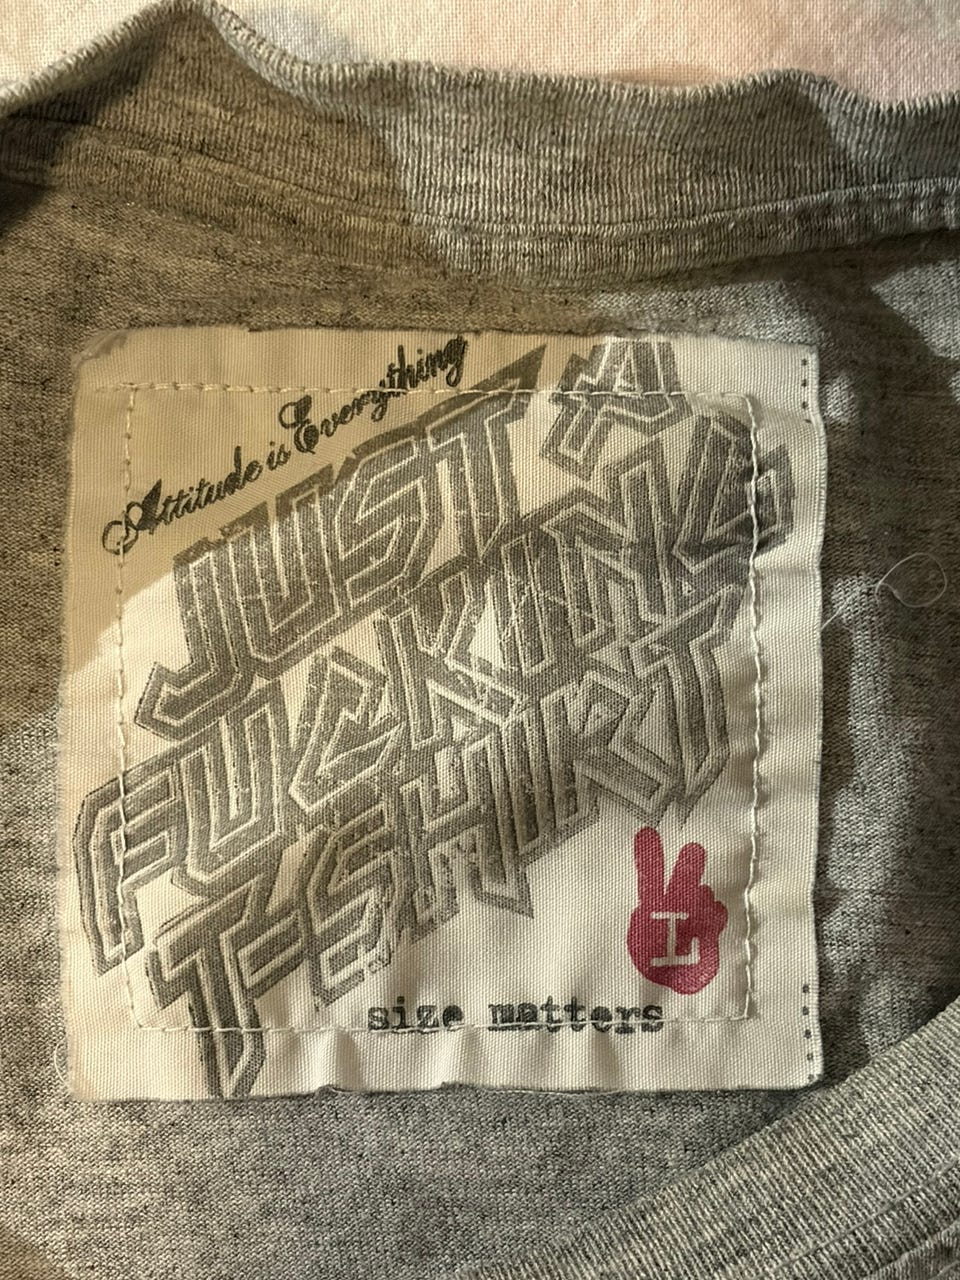 Attitude is Everything
JUST A
FUCKING
T-SHIRT
L
size matters